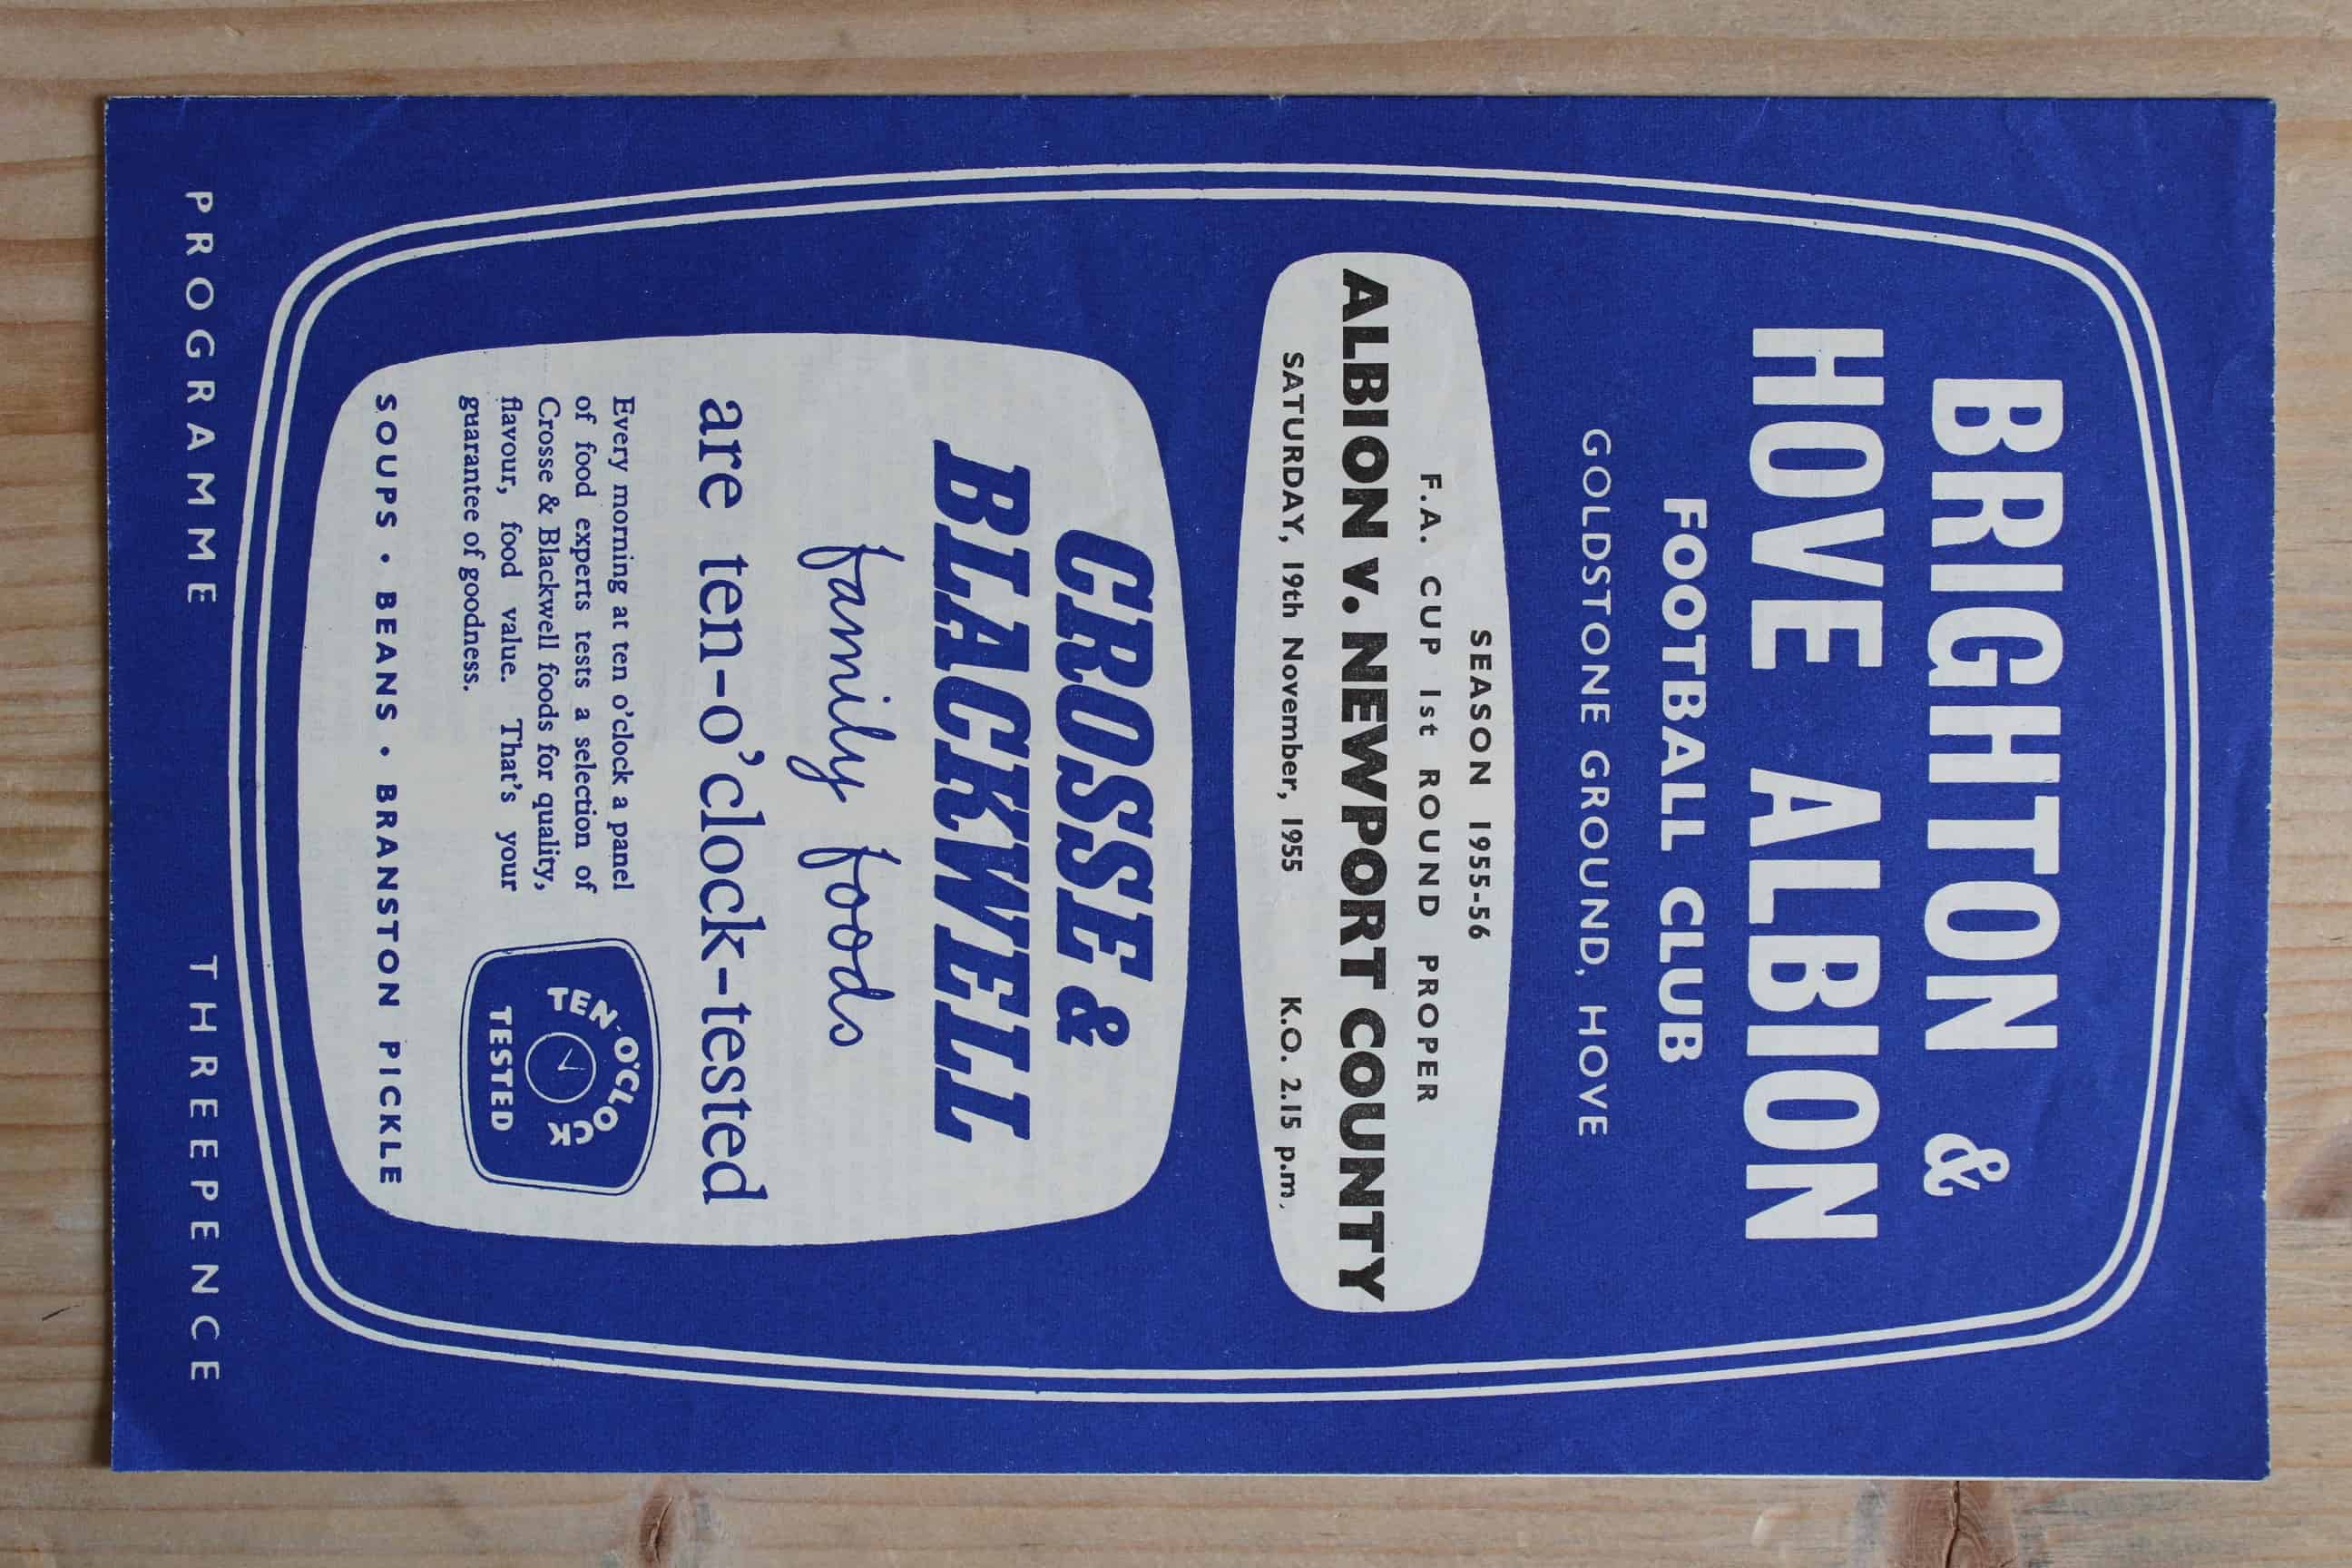 BRIGHTON &
HOVE ALBION
FOOTBALL CLUB
GOLDSTONE GROUND, HOVE
SEASON 1955-56
F.A. CUP 1st ROUND PROPER
ALBION v. NEWPORT COUNTY
SATURDAY, 19th November, 1955 K.O. 2.15 p.m.
CROSSE &
BLACKWELL
family foods
are ten-o'clock-tested
Every morning at ten o'clock a panel
of food experts tests a selection of
Crosse & Blackwell foods for quality,
flavour, food value. That's your
guarantee of goodness.
TEN-O'CLOCK
TESTED
SOUPS • BEANS • BRANSTON PICKLE
PROGRAMME THREEPENCE